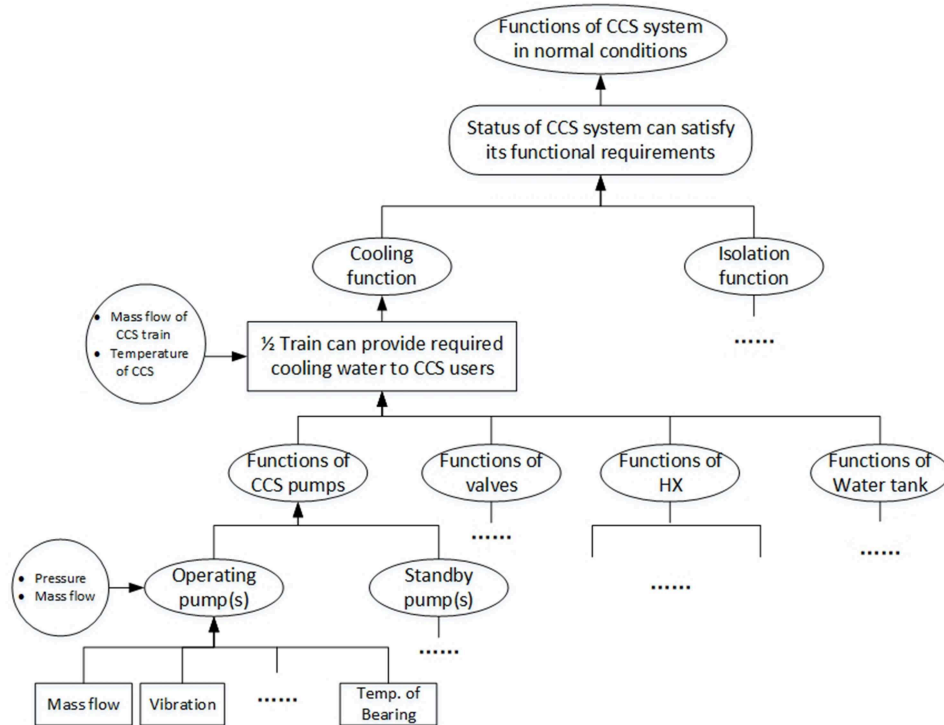 Functions of CCS system
in normal conditions
Status of CCS system can satisfy
its functional requirements
Cooling
function
Isolation
function
......
• Mass flow of
CCS train
• Temperature
of CCS
½ Train can provide required
cooling water to CCS users
Functions of
CCS pumps
Functions of
valves
Functions of
HX
Functions of
Water tank
......
......
......
• Pressure
• Mass flow
Operating
pump(s)
Standby
pump(s)
......
Mass flow
Vibration
......
Temp. of
Bearing